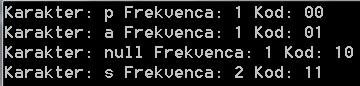 Karakter: p Frekvenca: 1 Kod: 00
Karakter: a Frekvenca: 1 Kod: 01
Karakter: null Frekvenca: 1 Kod: 10
Karakter: s Frekvenca: 2 Kod: 11